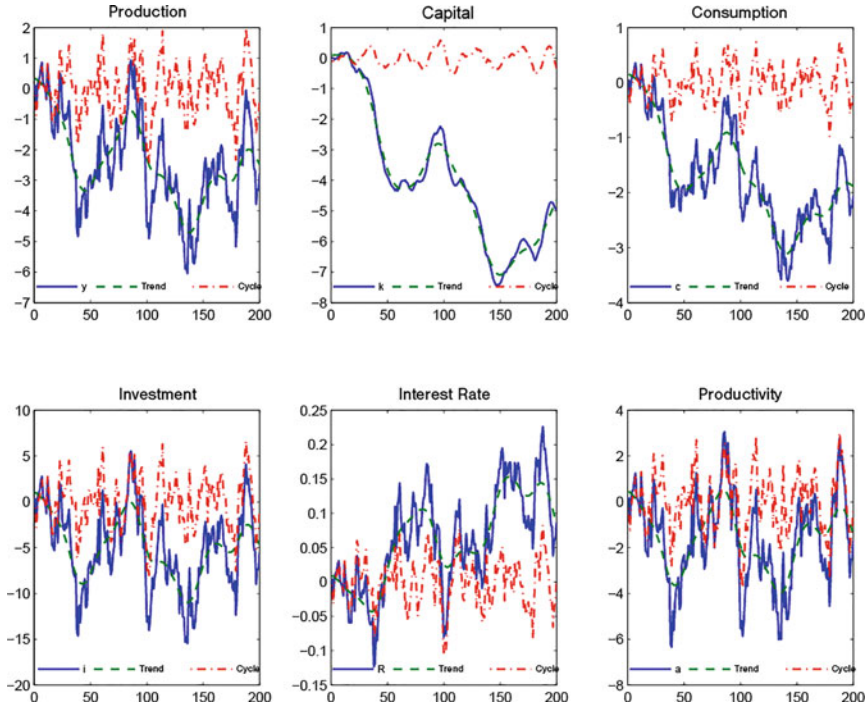 Production
Capital
Consumption
2
1
0
-1
-2
-3
-4
-5
-6
-7
1
0
-1
-2
-3
-4
-5
-6
-7
-8
1
0
-1
-2
-3
-4
y Trend Cycle
k Trend Cycle
c Trend Cycle
0 50 100 150 200
0 50 100 150 200
0 50 100 150 200
Investment
Interest Rate
Productivity
10
5
0
-5
-10
-15
-20
0.25
0.2
0.15
0.1
0.05
0
-0.05
-0.1
-0.15
4
2
0
-2
-4
-6
-8
i Trend Cycle
R Trend Cycle
a Trend Cycle
0 50 100 150 200
0 50 100 150 200
0 50 100 150 200